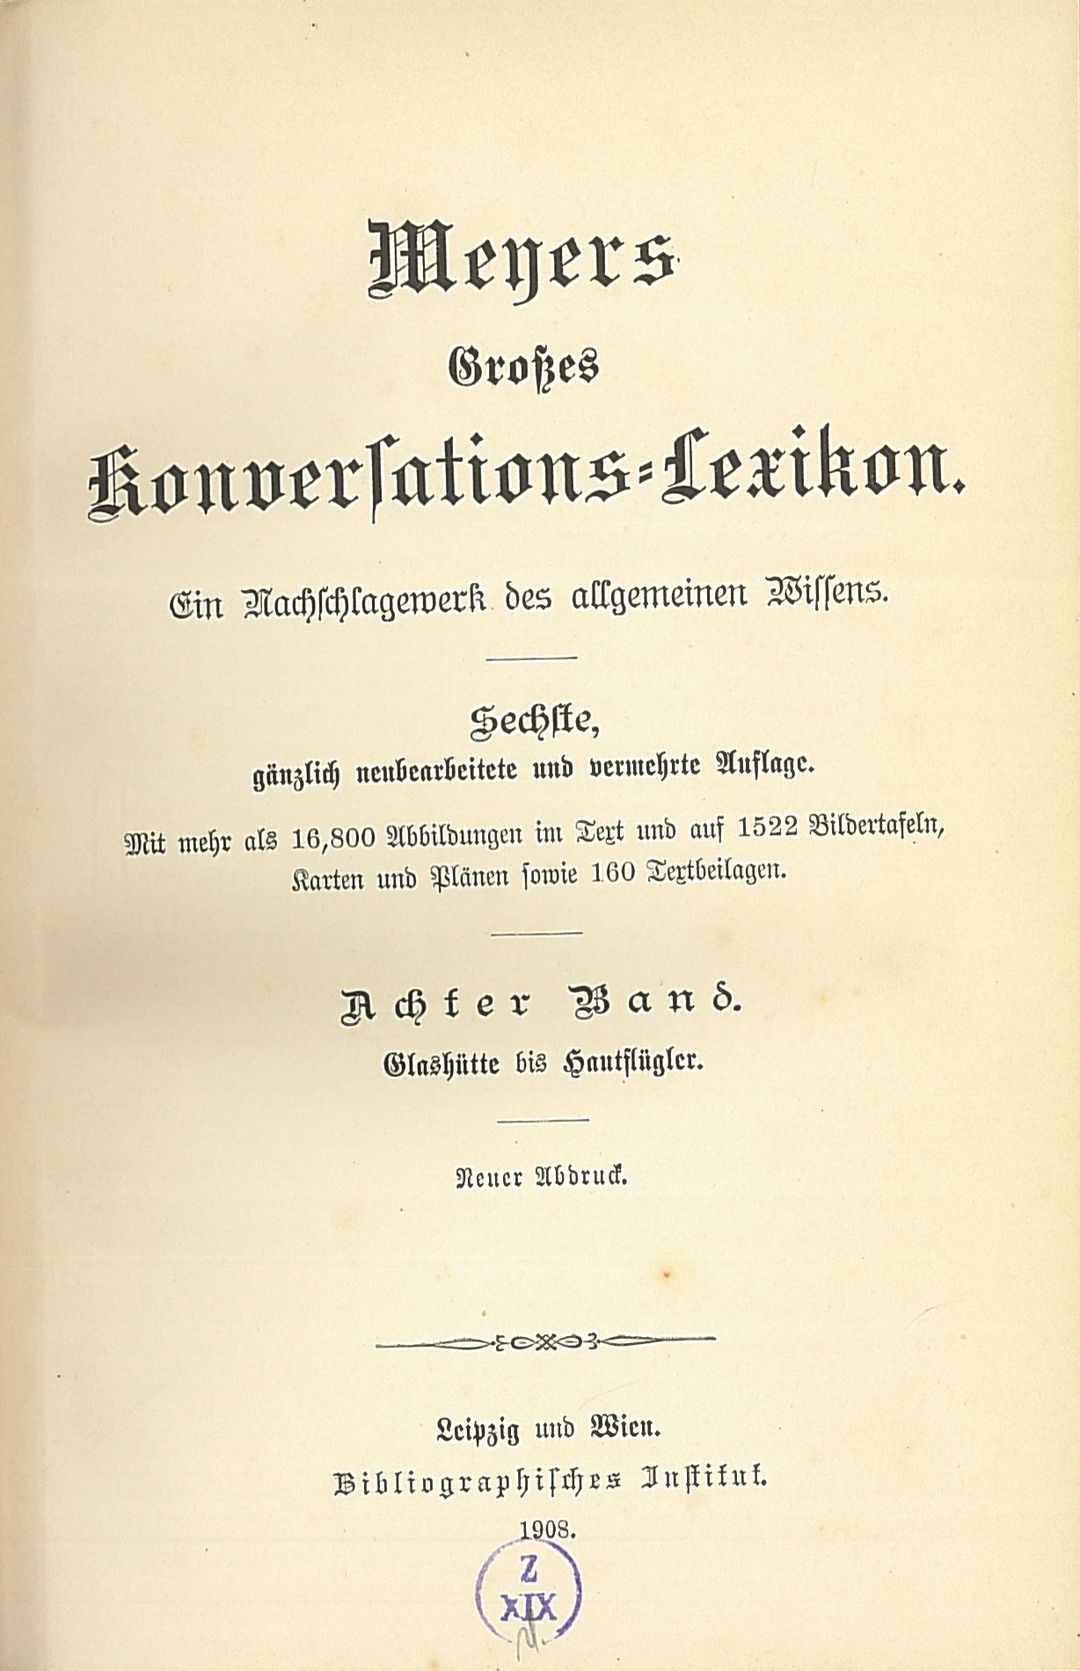 Meyers
Großes
Konversations-Lexikon.
Ein Nachschlagewerk des allgemeinen Wissens.
Sechste,
gänzlich neubearbeitete und vermehrte Auflage.
Mit mehr als 16,800 Abbildungen im Text und auf 1522 Bildertafeln,
Karten und Plänen sowie 160 Textbeilagen.
Achter Band.
Glashütte bis Hautflügler.
Neuer Abdruck.
Leipzig und Wien.
Bibliographisches Institut.
1908.
Z
XIX